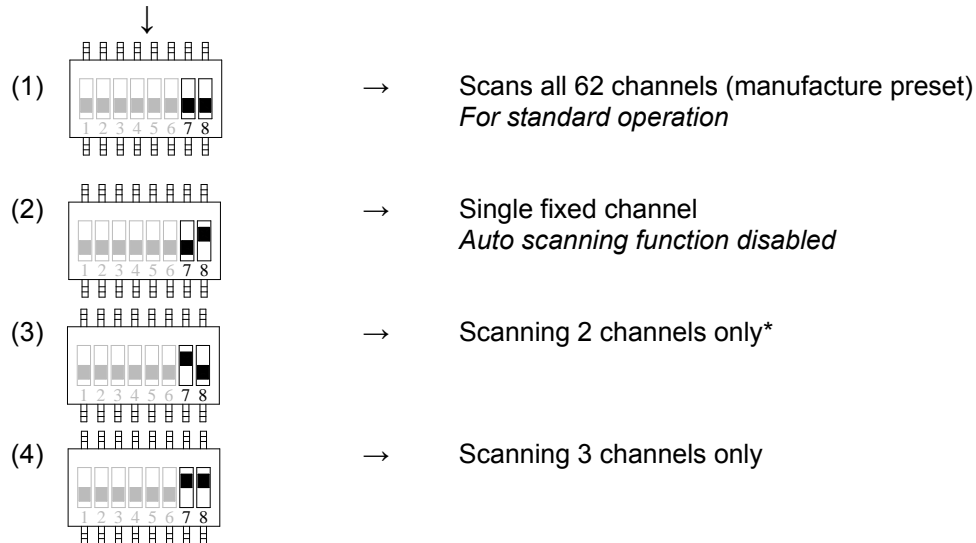 ↓
(1) → Scans all 62 channels (manufacture preset)
For standard operation
1 2 3 4 5 6 7 8
(2) → Single fixed channel
Auto scanning function disabled
1 2 3 4 5 6 7 8
(3) → Scanning 2 channels only*
1 2 3 4 5 6 7 8
(4) → Scanning 3 channels only
1 2 3 4 5 6 7 8